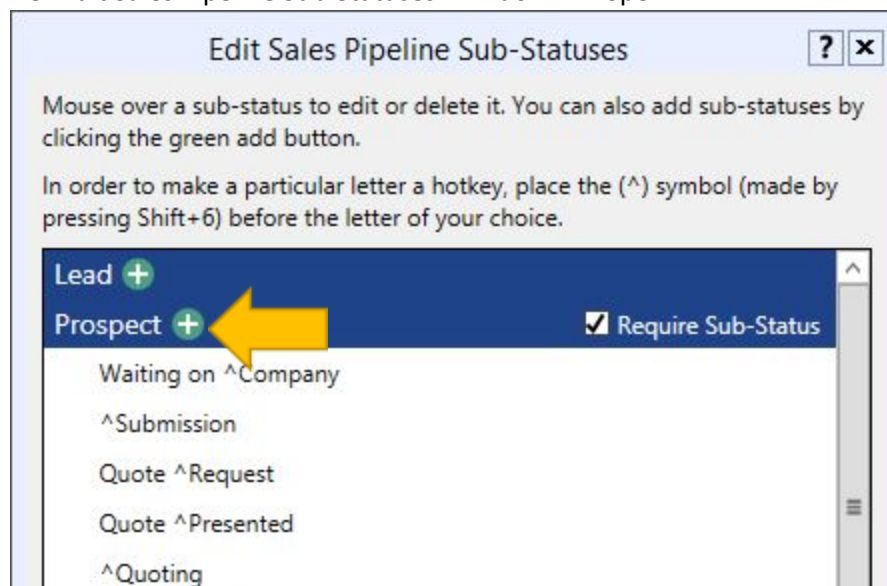 Edit Sales Pipeline Sub-Statuses ? x
Mouse over a sub-status to edit or delete it. You can also add sub-statuses by
clicking the green add button.
In order to make a particular letter a hotkey, place the (^) symbol (made by
pressing Shift+6) before the letter of your choice.
Lead +
Prospect + Require Sub-Status
Waiting on ^Company
^Submission
Quote ^Request
Quote ^Presented
^Quoting